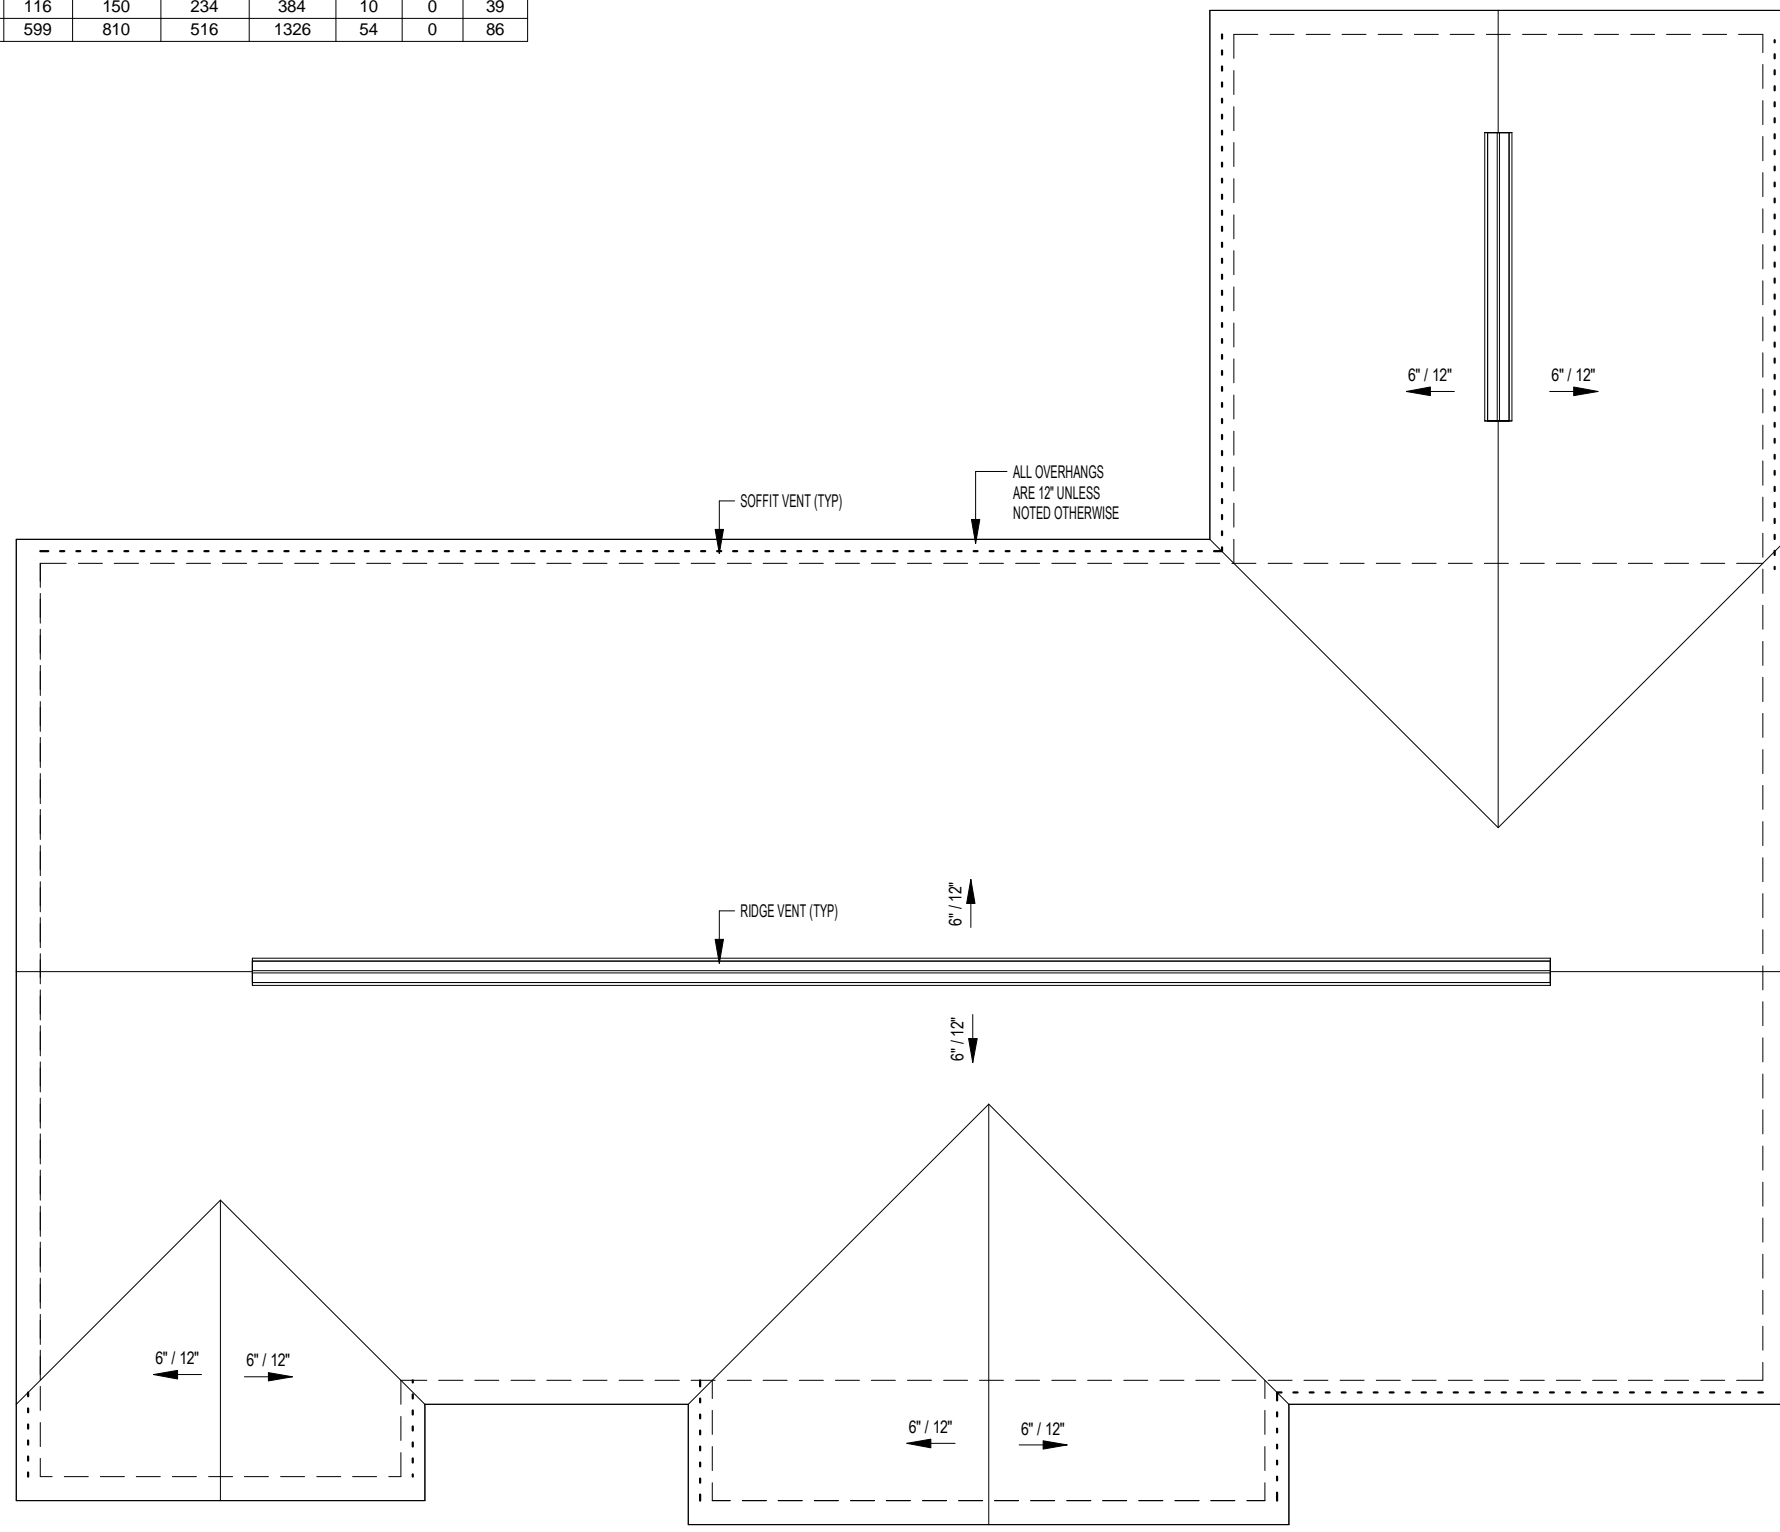 116 150 234 384 10 0 39
599 810 516 1326 54 0 86
6" / 12" 6" / 12"
ALL OVERHANGS
ARE 12" UNLESS
NOTED OTHERWISE
SOFFIT VENT (TYP)
6" / 12"
RIDGE VENT (TYP)
6" / 12"
6" / 12" 6" / 12"
6" / 12" 6" / 12"